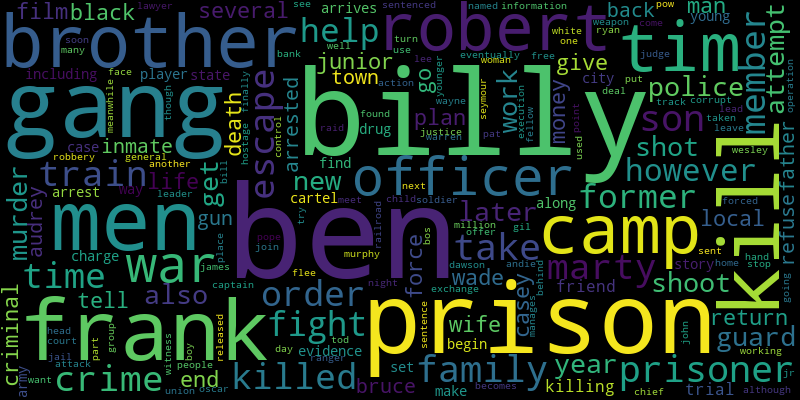 film black several arrives see sentenced named information pow
soon brother turn help robert back man young
many lawyer bank well use tim attempt
including face player state junior lee eventually free white one ryan judge
gang though meanwhile finally younger go town give city put member
escape billy action police
death arrested work money deal operation
case inmate control hostage found wayne seymour plan track corrupt lead
robbery general another drug raid woman execution fellow son taken leave
train warren justice pat point used shot wesley
murder arrest way life leader get find new officer however refuse father
audrey bill cartel meet next child soldier former kill
men gun try later along local forced
charge place join pope railroad million offer gil camp sent
war james ben murphy force bos take marty story home hand stop
time captain flee night dawson andie behind friend shoot going
criminal also order exchange wade casey manages
tell frank prison wife return
head court part group released fight sentence begin john guard working
jail witness boy day evidence tod year prisoner
attack people ranger set family
want crime end killed bruce make becomes killing chief trial jr although
army union oscar